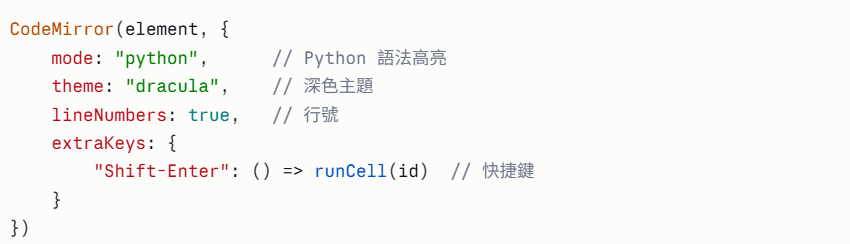 CodeMirror(element, {
    mode: "python",      // Python 語法高亮
    theme: "dracula",    // 深色主題
    lineNumbers: true,   // 行號
    extraKeys: {
        "Shift-Enter": () => runCell(id)  // 快捷鍵
    }
})